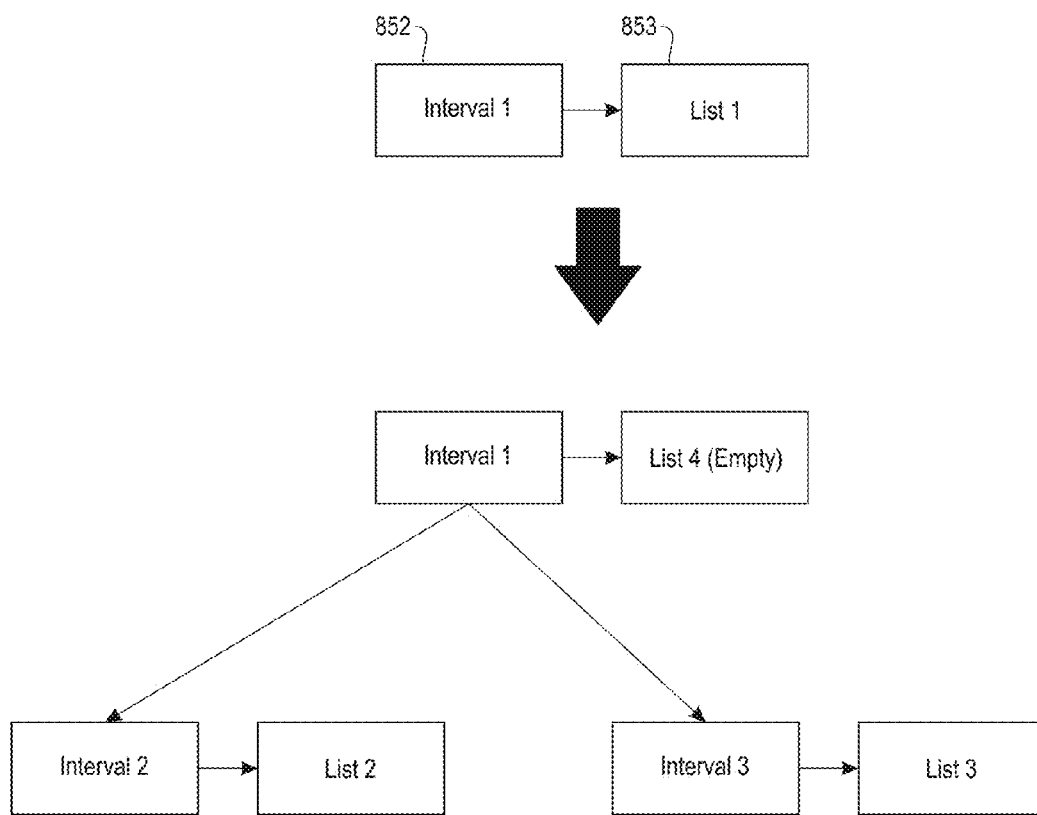 852
853
Interval 1
List 1
Interval 1
List 4 (Empty)
Interval 2
List 2
Interval 3
List 3